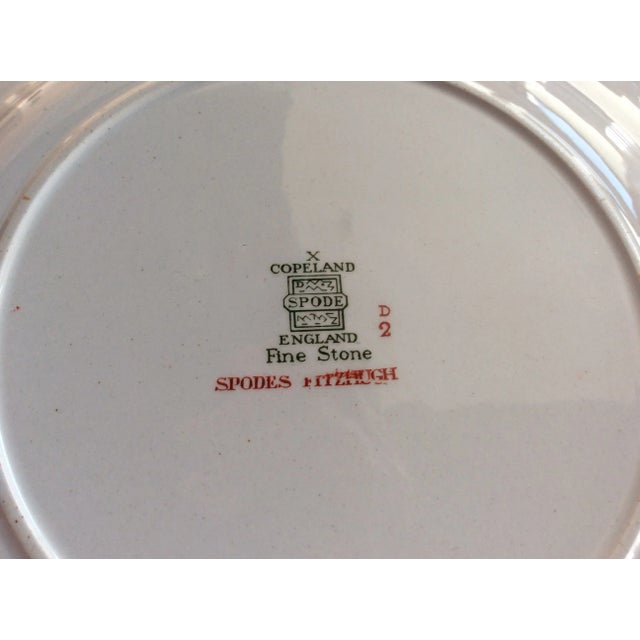 X
COPELAND
SPODE
ENGLAND
Fine Stone
D
2
SPODES FITZHUGH